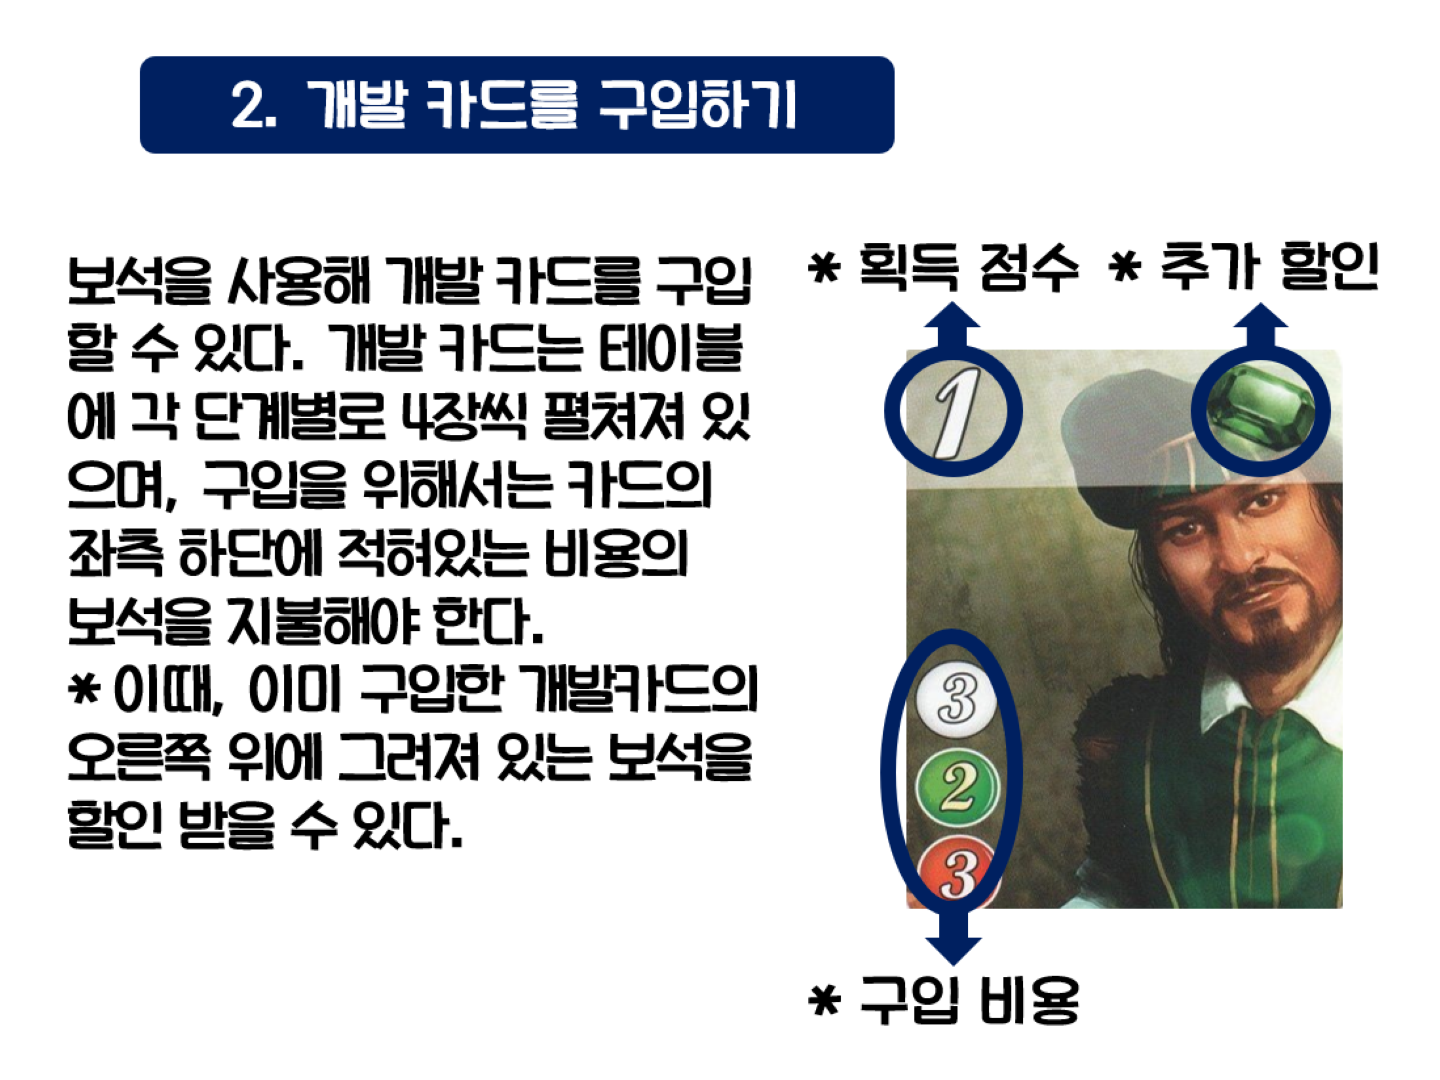 2. 개발 카드를 구입하기
보석을 사용해 개발 카드를 구입
할 수 있다. 개발 카드는 테이블
에 각 단계별로 4장씩 펼쳐져 있
으며, 구입을 위해서는 카드의
좌측 하단에 적혀있는 비용의
보석을 지불해야 한다.
* 이때, 이미 구입한 개발카드의
오른쪽 위에 그려져 있는 보석을
할인 받을 수 있다.
* 획득 점수 * 추가 할인
1
3
2
3
* 구입 비용